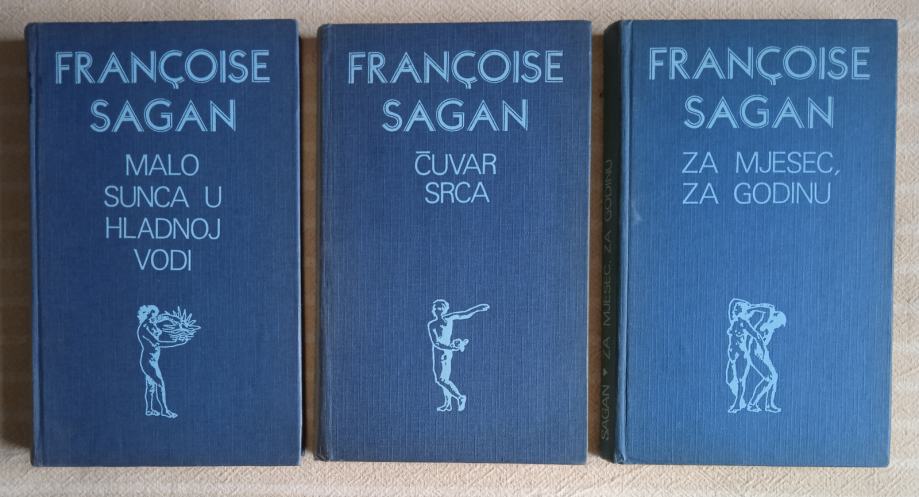 FRANÇOISE
SAGAN
MALO
SUNCA U
HLADNOJ
VODI
FRANÇOISE
SAGAN
ČUVAR
SRCA
SAGAN ♥ ZA MJESEC, ZA GODINU
FRANÇOISE
SAGAN
ZA MJESEC,
ZA GODINU